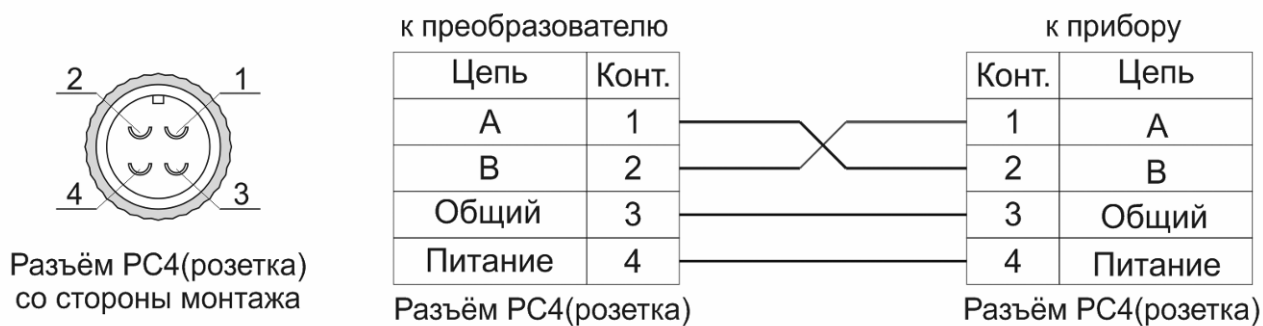 2 1
4 3
Разъём РС4(розетка)
со стороны монтажа
к преобразователю
Цепь Конт.
А 1
В 2
Общий 3
Питание 4
Разъём РС4(розетка)
к прибору
Конт. Цепь
1 А
2 В
3 Общий
4 Питание
Разъём РС4(розетка)